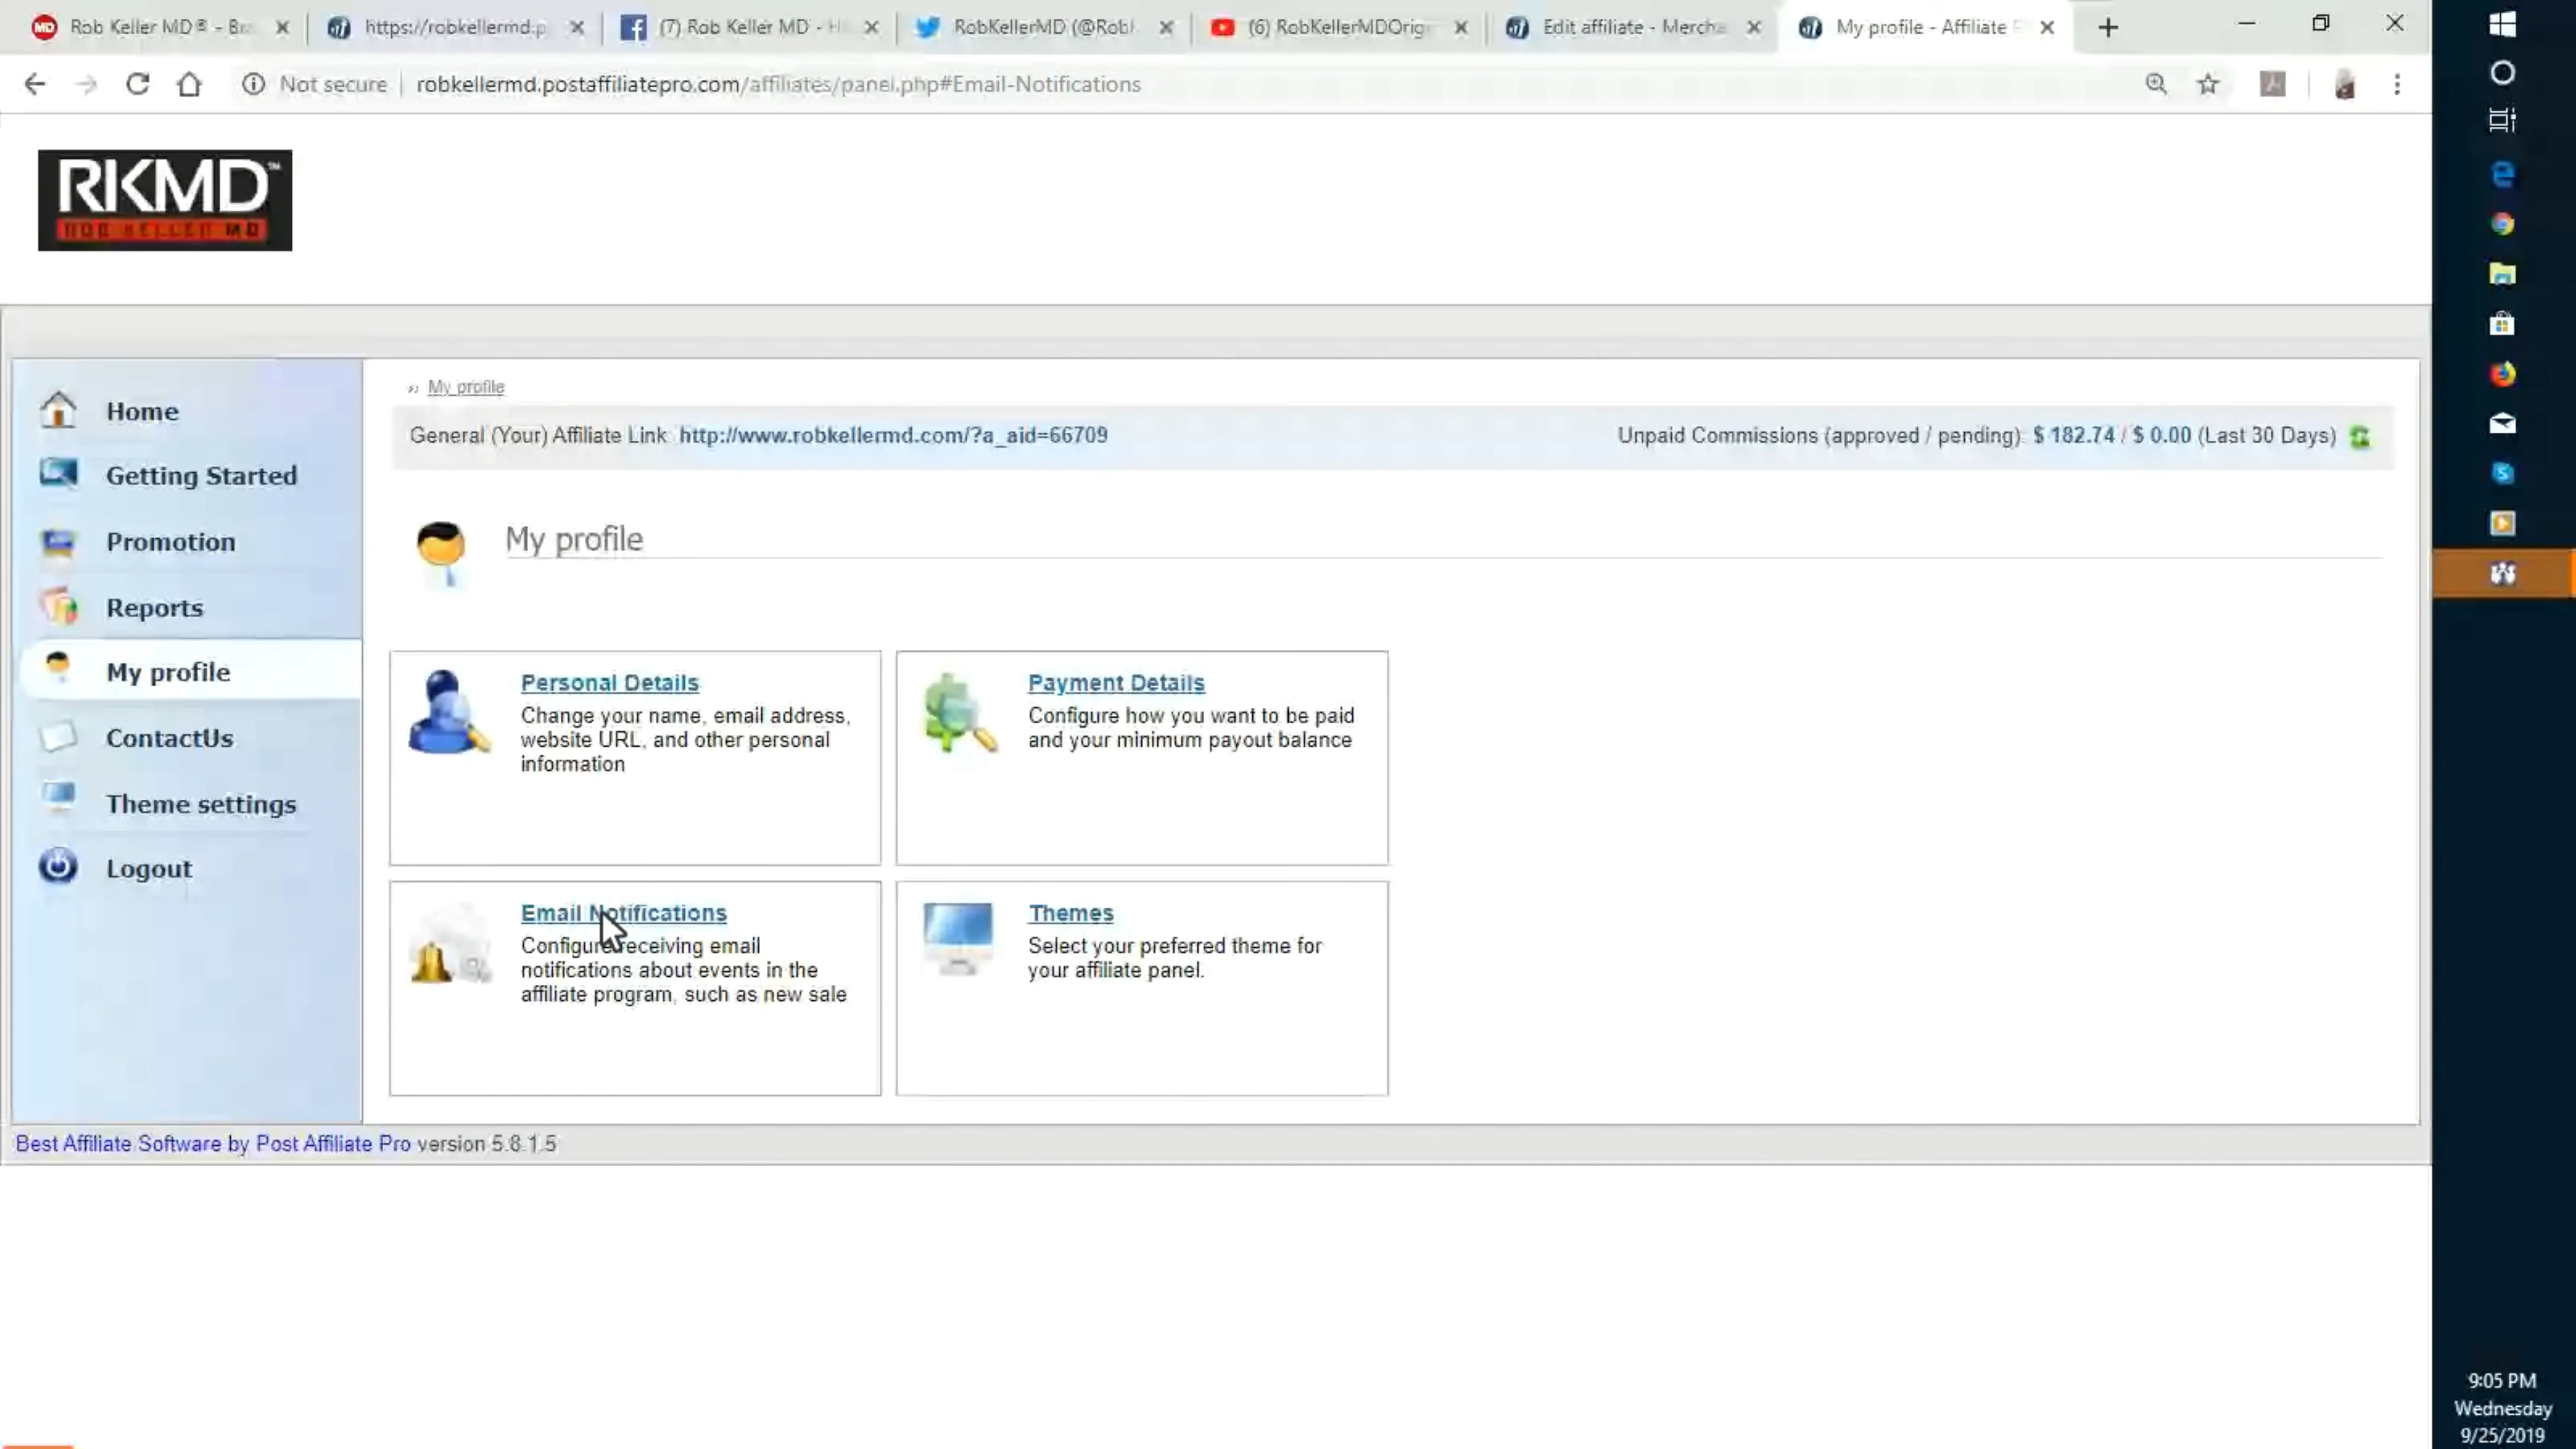 Rob Keller MD® - Br
https://robkellermd.p
(7) Rob Keller MD - H
RobKellerMD (@Robl
(6) RobKellerMDOrig
Edit affiliate - Mercha
My profile - Affiliate
Not secure | robkellermd.postaffiliatepro.com/affiliates/panel.php#Email-Notifications
RKMD™
ROB KELLER MD
Home
Getting Started
Promotion
Reports
My profile
ContactUs
Theme settings
Logout
My profile
General (Your) Affiliate Link: http://www.robkellermd.com/?a_aid=66709
Unpaid Commissions (approved / pending): $ 182.74 / $ 0.00 (Last 30 Days)
My profile
Personal Details
Change your name, email address,
website URL, and other personal
information
Payment Details
Configure how you want to be paid
and your minimum payout balance
Email Notifications
Configure receiving email
notifications about events in the
affiliate program, such as new sale
Themes
Select your preferred theme for
your affiliate panel.
Best Affiliate Software by Post Affiliate Pro version 5.8.1.5
9:05 PM
Wednesday
9/25/2019